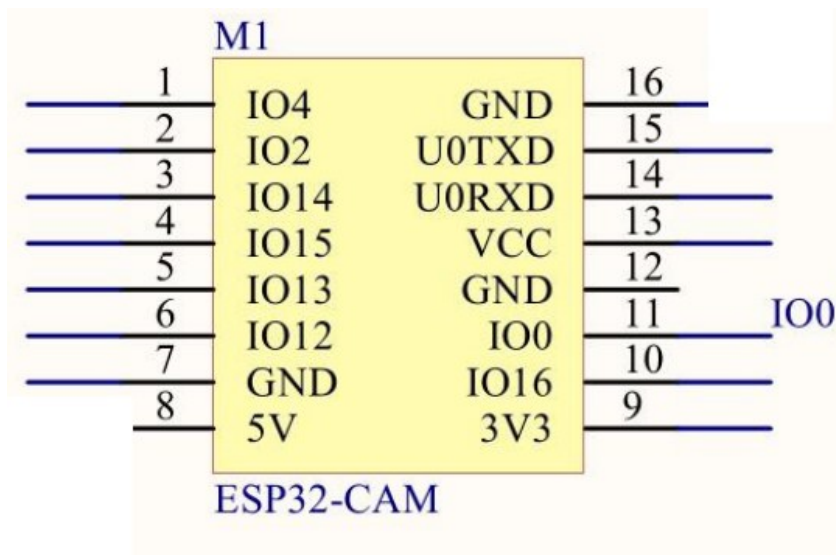 M1
1 IO4 GND 16
2 IO2 U0TXD 15
3 IO14 U0RXD 14
4 IO15 VCC 13
5 IO13 GND 12
6 IO12 IO0 11 IO0
7 GND IO16 10
8 5V 3V3 9
ESP32-CAM